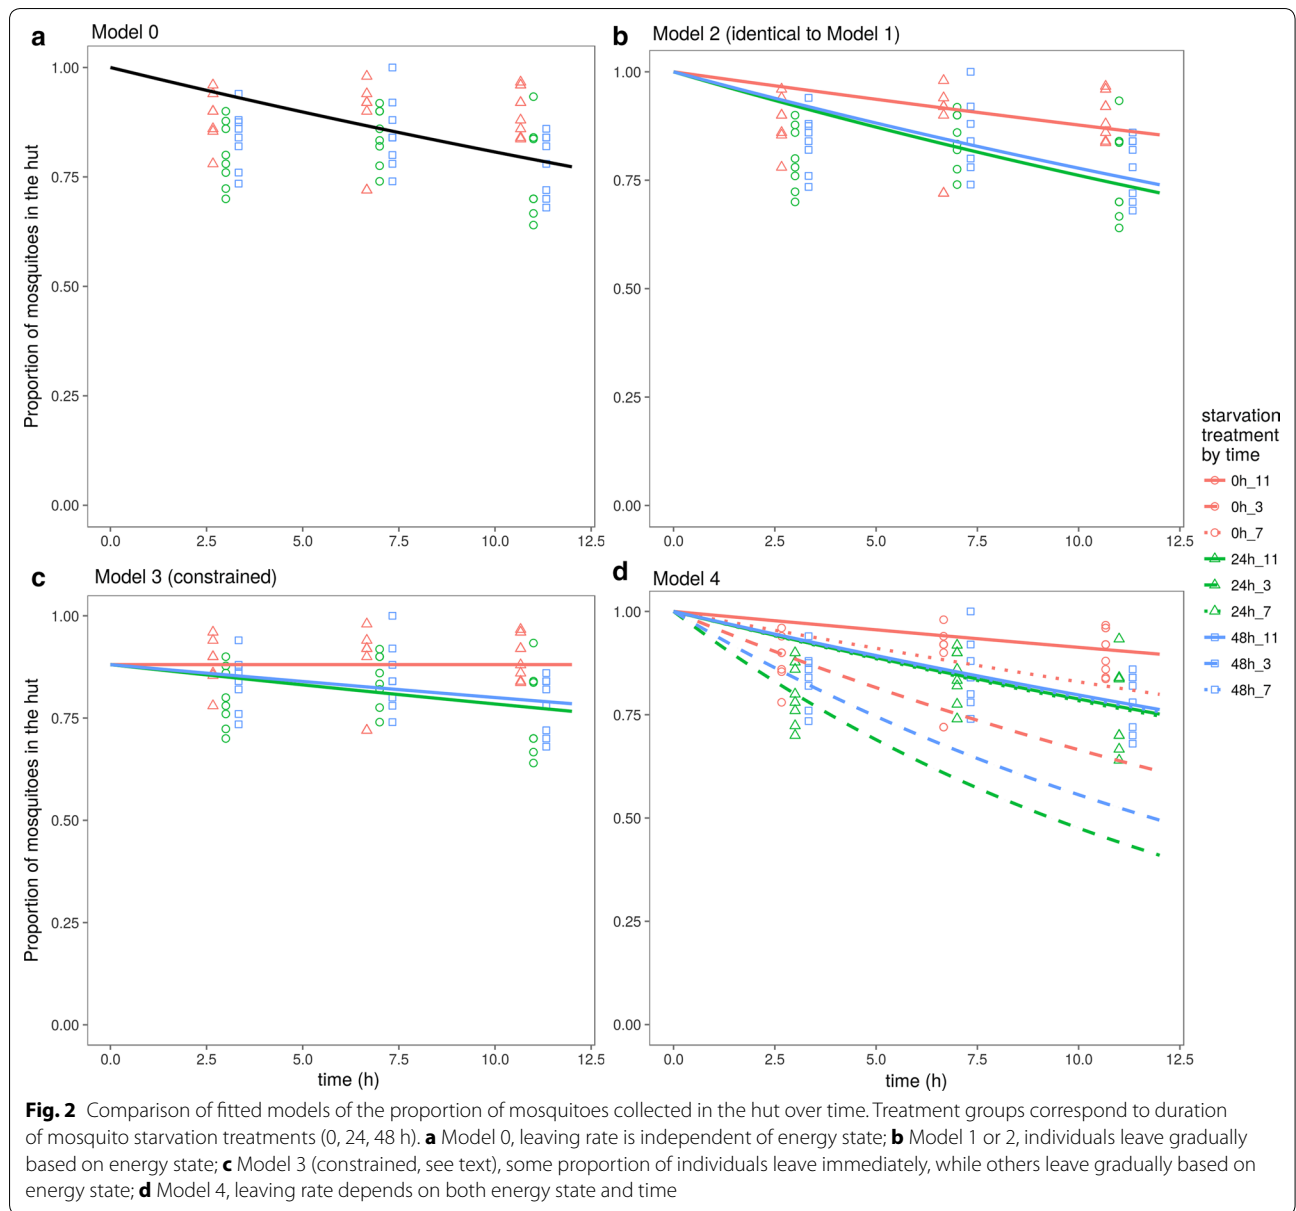 a Model 0
1.00
0.75
0.50
0.25
0.00
Proportion of mosquitoes in the hut
0.0 2.5 5.0 7.5 10.0 12.5
b Model 2 (identical to Model 1)
1.00
0.75
0.50
0.25
0.00
0.0 2.5 5.0 7.5 10.0 12.5
c Model 3 (constrained)
1.00
0.75
0.50
0.25
0.00
Proportion of mosquitoes in the hut
0.0 2.5 5.0 7.5 10.0 12.5
time (h)
d Model 4
1.00
0.75
0.50
0.25
0.00
0.0 2.5 5.0 7.5 10.0 12.5
time (h)
starvation
treatment
by time
0h_11
0h_3
0h_7
24h_11
24h_3
24h_7
48h_11
48h_3
48h_7
Fig. 2 Comparison of fitted models of the proportion of mosquitoes collected in the hut over time. Treatment groups correspond to duration
of mosquito starvation treatments (0, 24, 48 h). a Model 0, leaving rate is independent of energy state; b Model 1 or 2, individuals leave gradually
based on energy state; c Model 3 (constrained, see text), some proportion of individuals leave immediately, while others leave gradually based on
energy state; d Model 4, leaving rate depends on both energy state and time